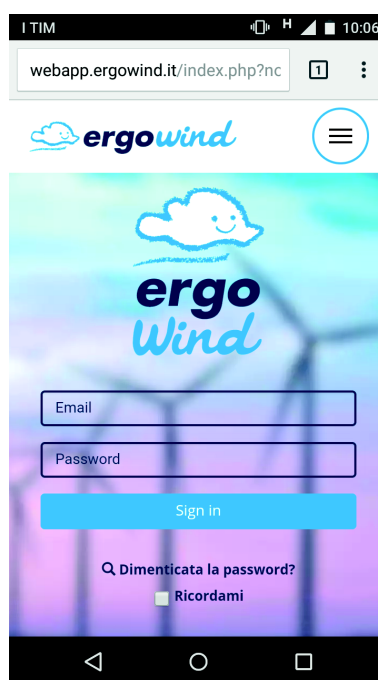 I TIM H 10:06
webapp.ergowind.it/index.php?nc 1
ergowind
ergo
Wind
Email
Password
Sign in
Dimenticata la password?
Ricordami